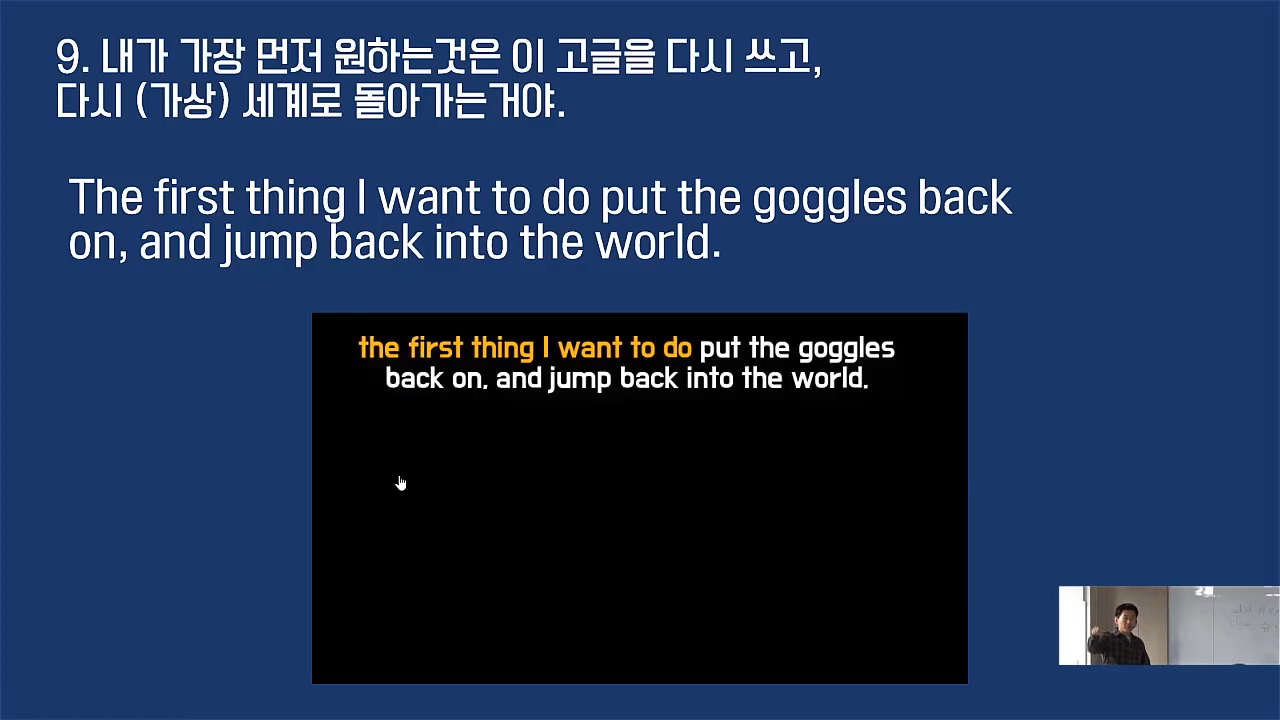 9. 내가 가장 먼저 원하는것은 이 고글을 다시 쓰고,
다시 (가상) 세계로 돌아가는거야.
The first thing I want to do put the goggles back
on, and jump back into the world.
the first thing I want to do put the goggles
back on, and jump back into the world.